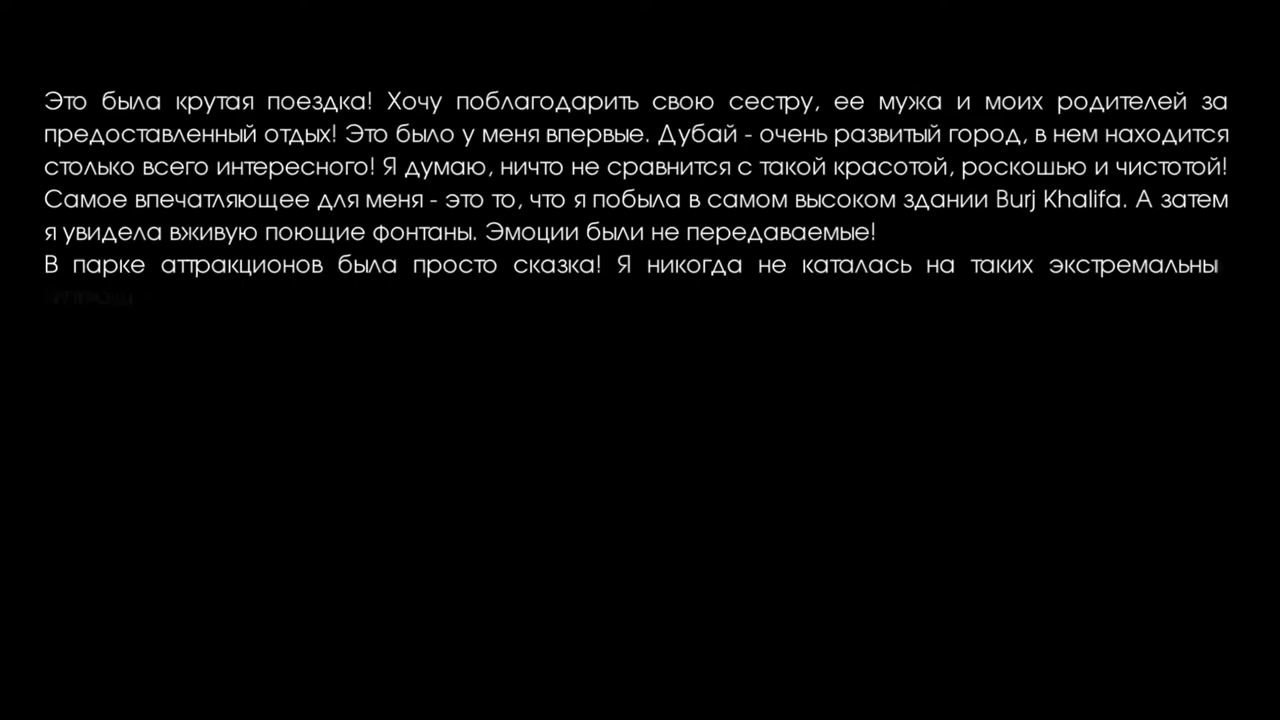 Это была крутая поездка! Хочу поблагодарить свою сестру, ее мужа и моих родителей за
предоставленный отдых! Это было у меня впервые. Дубай - очень развитый город, в нем находится
столько всего интересного! Я думаю, ничто не сравнится с такой красотой, роскошью и чистотой!
Самое впечатляющее для меня - это то, что я побыла в самом высоком здании Burj Khalifa. А затем
я увидела вживую поющие фонтаны. Эмоции были не передаваемые!
В парке аттракционов была просто сказка! Я никогда не каталась на таких экстремальны